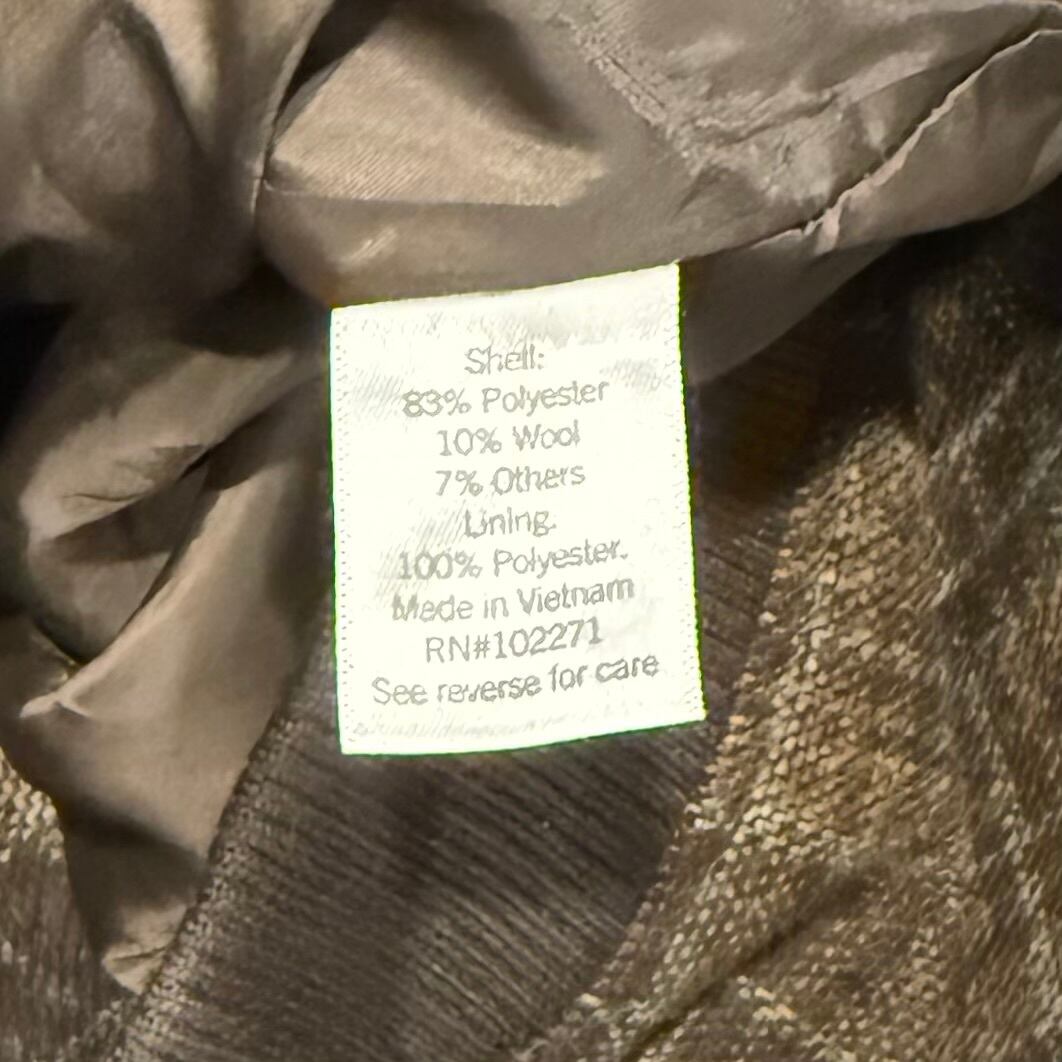 Shell:
83% Polyester
10% Wool
7% Others
Lining:
100% Polyester.
Made in Vietnam
RN#102271
See reverse for care